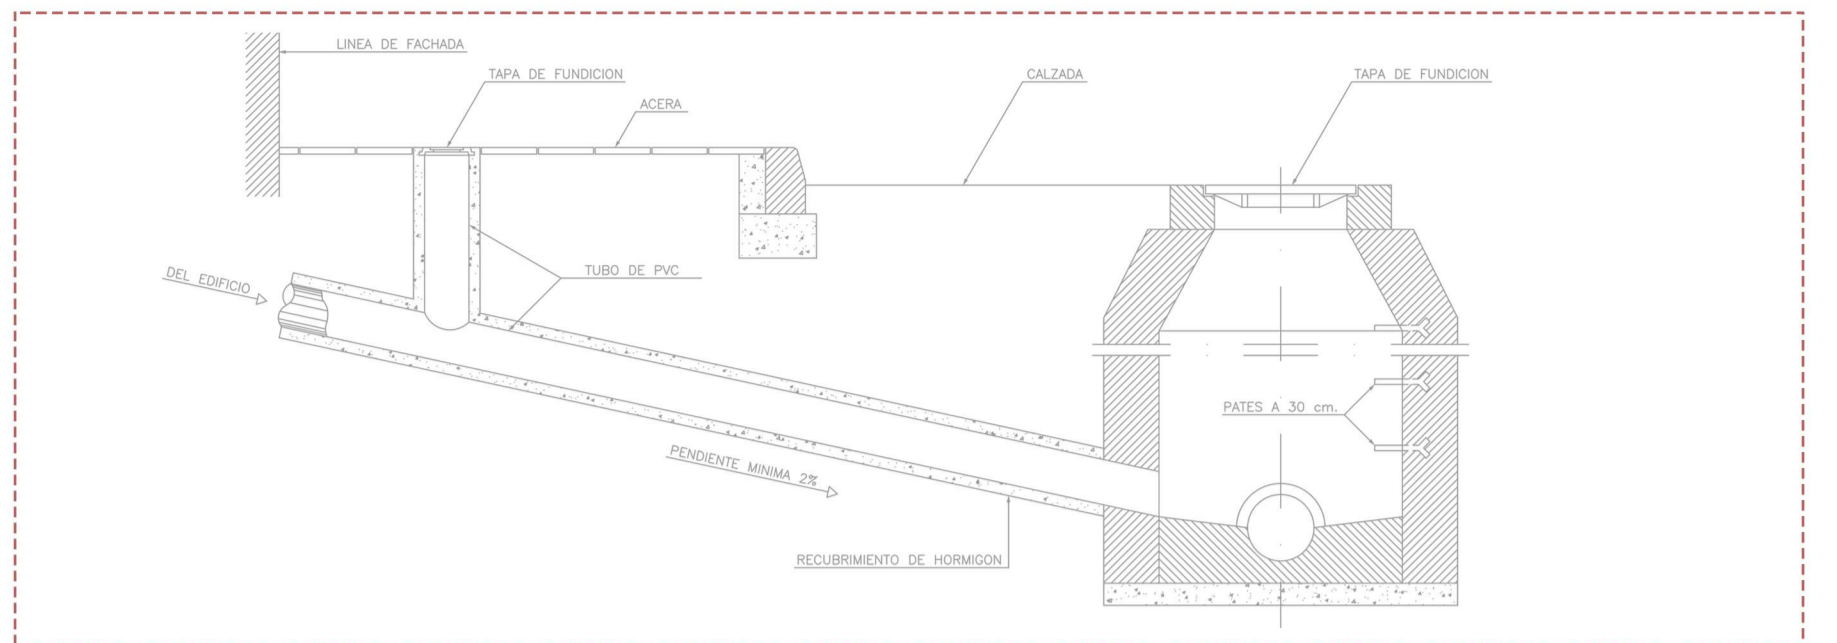 LINEA DE FACHADA
TAPA DE FUNDICION
ACERA
CALZADA
TAPA DE FUNDICION
DEL EDIFICIO
TUBO DE PVC
PATES A 30 cm.
PENDIENTE MINIMA 2%
RECUBRIMIENTO DE HORMIGON